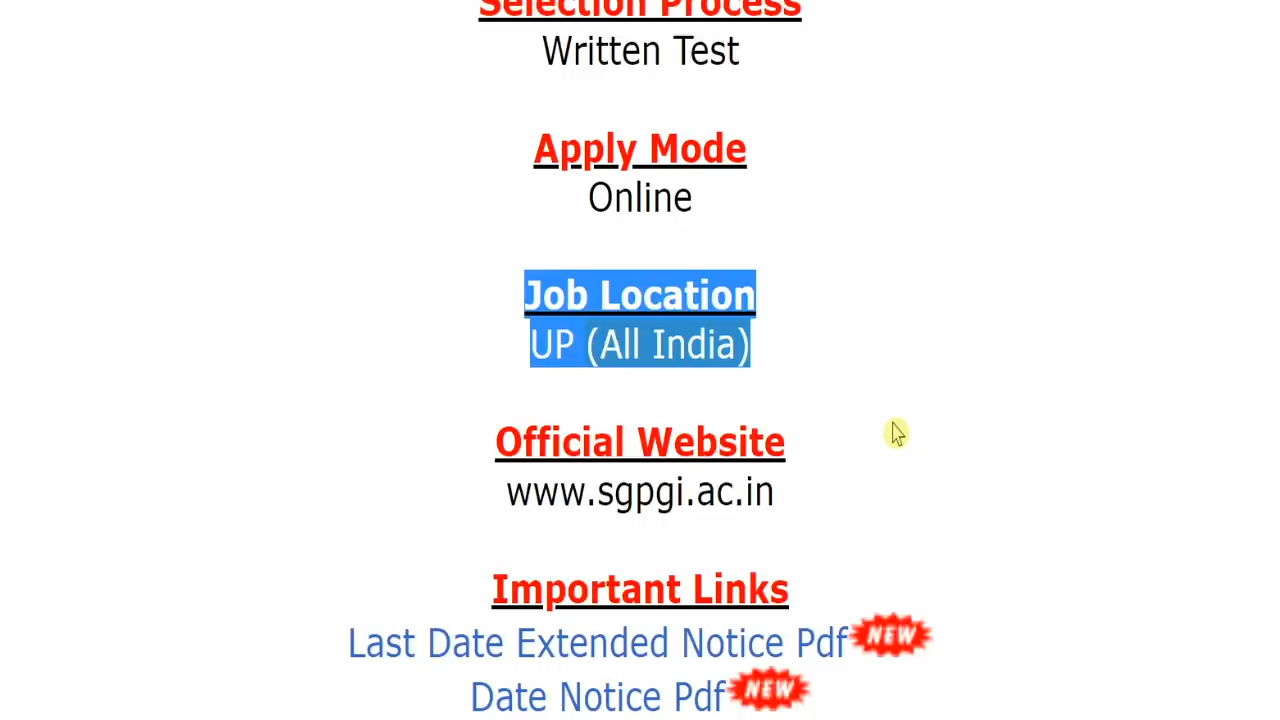 Selection Process
Written Test
Apply Mode
Online
Job Location
UP (All India)
Official Website
www.sgpgi.ac.in
Important Links
Last Date Extended Notice Pdf NEW
Date Notice Pdf NEW